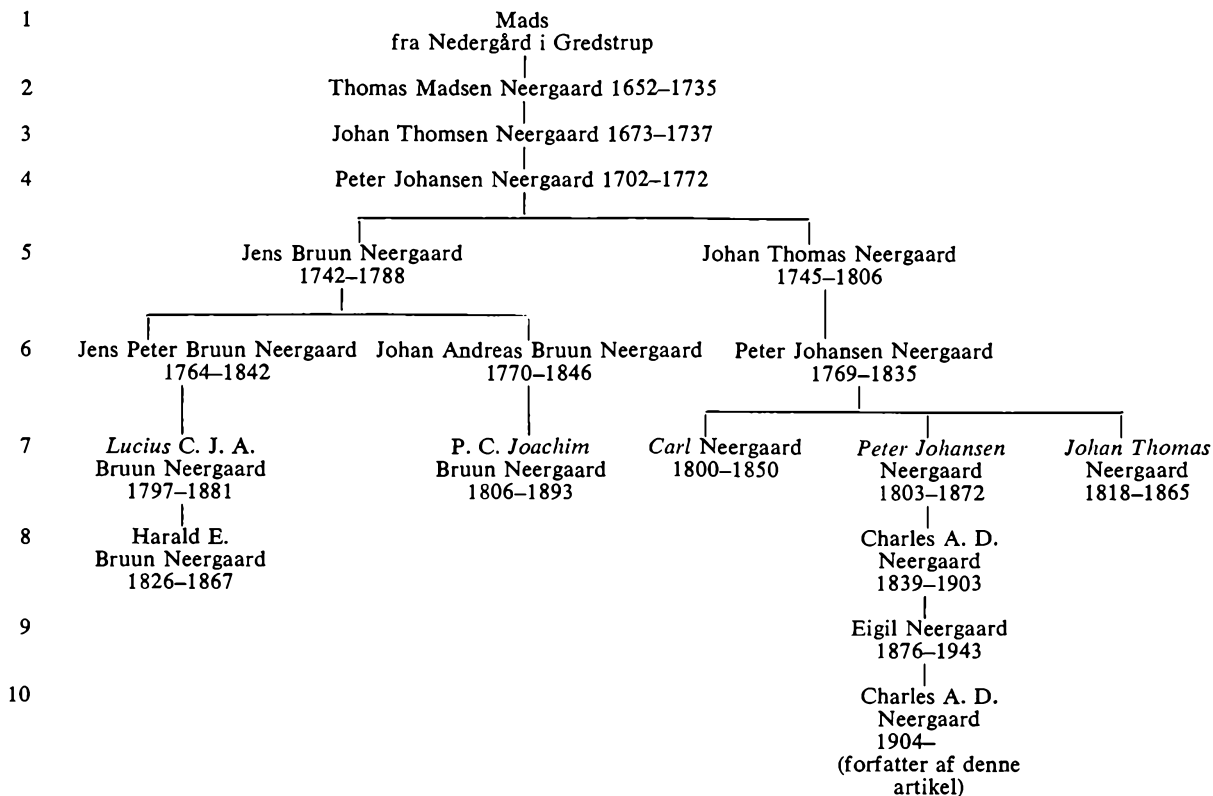 1 Mads
fra Nedergård i Gredstrup
2 Thomas Madsen Neergaard 1652–1735
3 Johan Thomsen Neergaard 1673–1737
4 Peter Johansen Neergaard 1702–1772
5 Jens Bruun Neergaard Johan Thomas Neergaard
1742–1788 1745–1806
6 Jens Peter Bruun Neergaard Johan Andreas Bruun Neergaard Peter Johansen Neergaard
1764–1842 1770–1846 1769–1835
7 Lucius C. J. A. P. C. Joachim Carl Neergaard Peter Johansen Johan Thomas
Bruun Neergaard Bruun Neergaard 1800–1850 Neergaard Neergaard
1797–1881 1806–1893 1803–1872 1818–1865
8 Harald E. Charles A. D.
Bruun Neergaard Neergaard
1826–1867 1839–1903
9 Eigil Neergaard
1876–1943
10 Charles A. D.
Neergaard
1904–
(forfatter af denne
artikel)